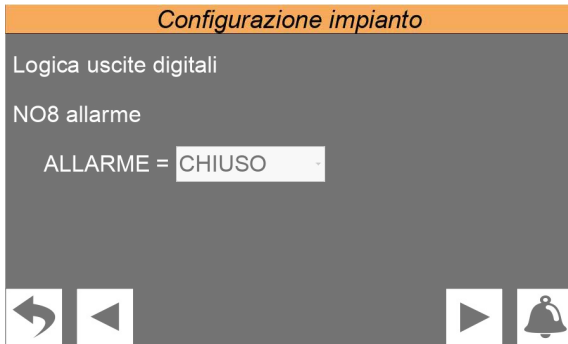 Configurazione impianto
Logica uscite digitali
NO8 allarme
ALLARME = CHIUSO